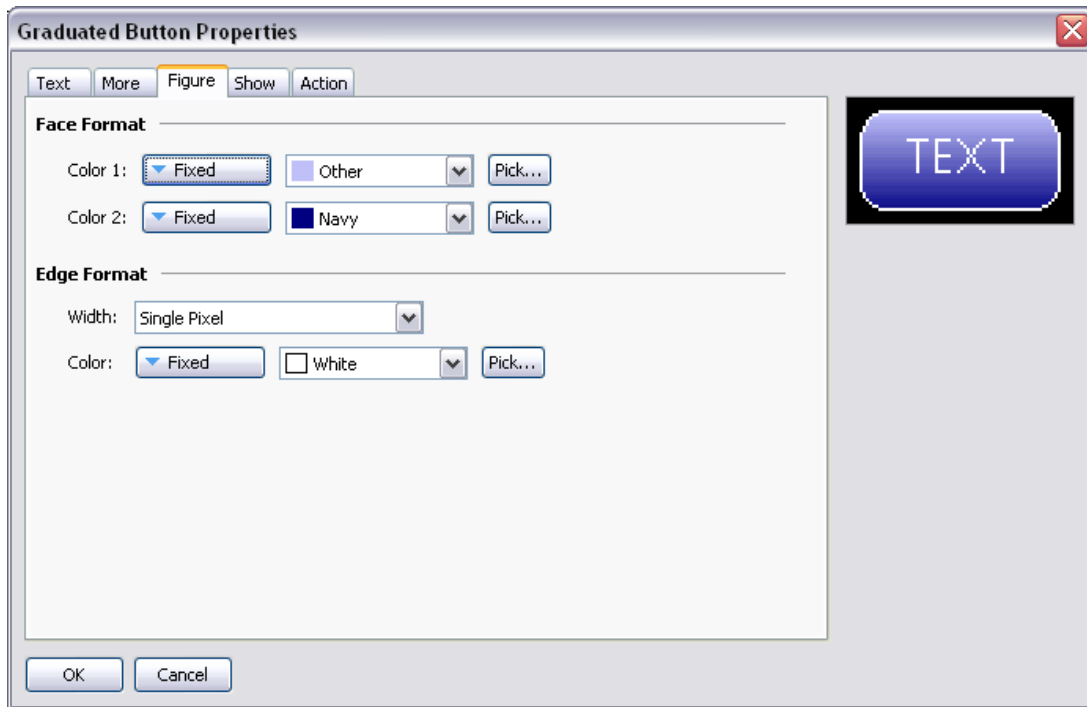 Graduated Button Properties
Text More Figure Show Action
Face Format
Color 1: Fixed Other Pick...
TEXT
Color 2: Fixed Navy Pick...
Edge Format
Width: Single Pixel
Color: Fixed White Pick...
OK Cancel